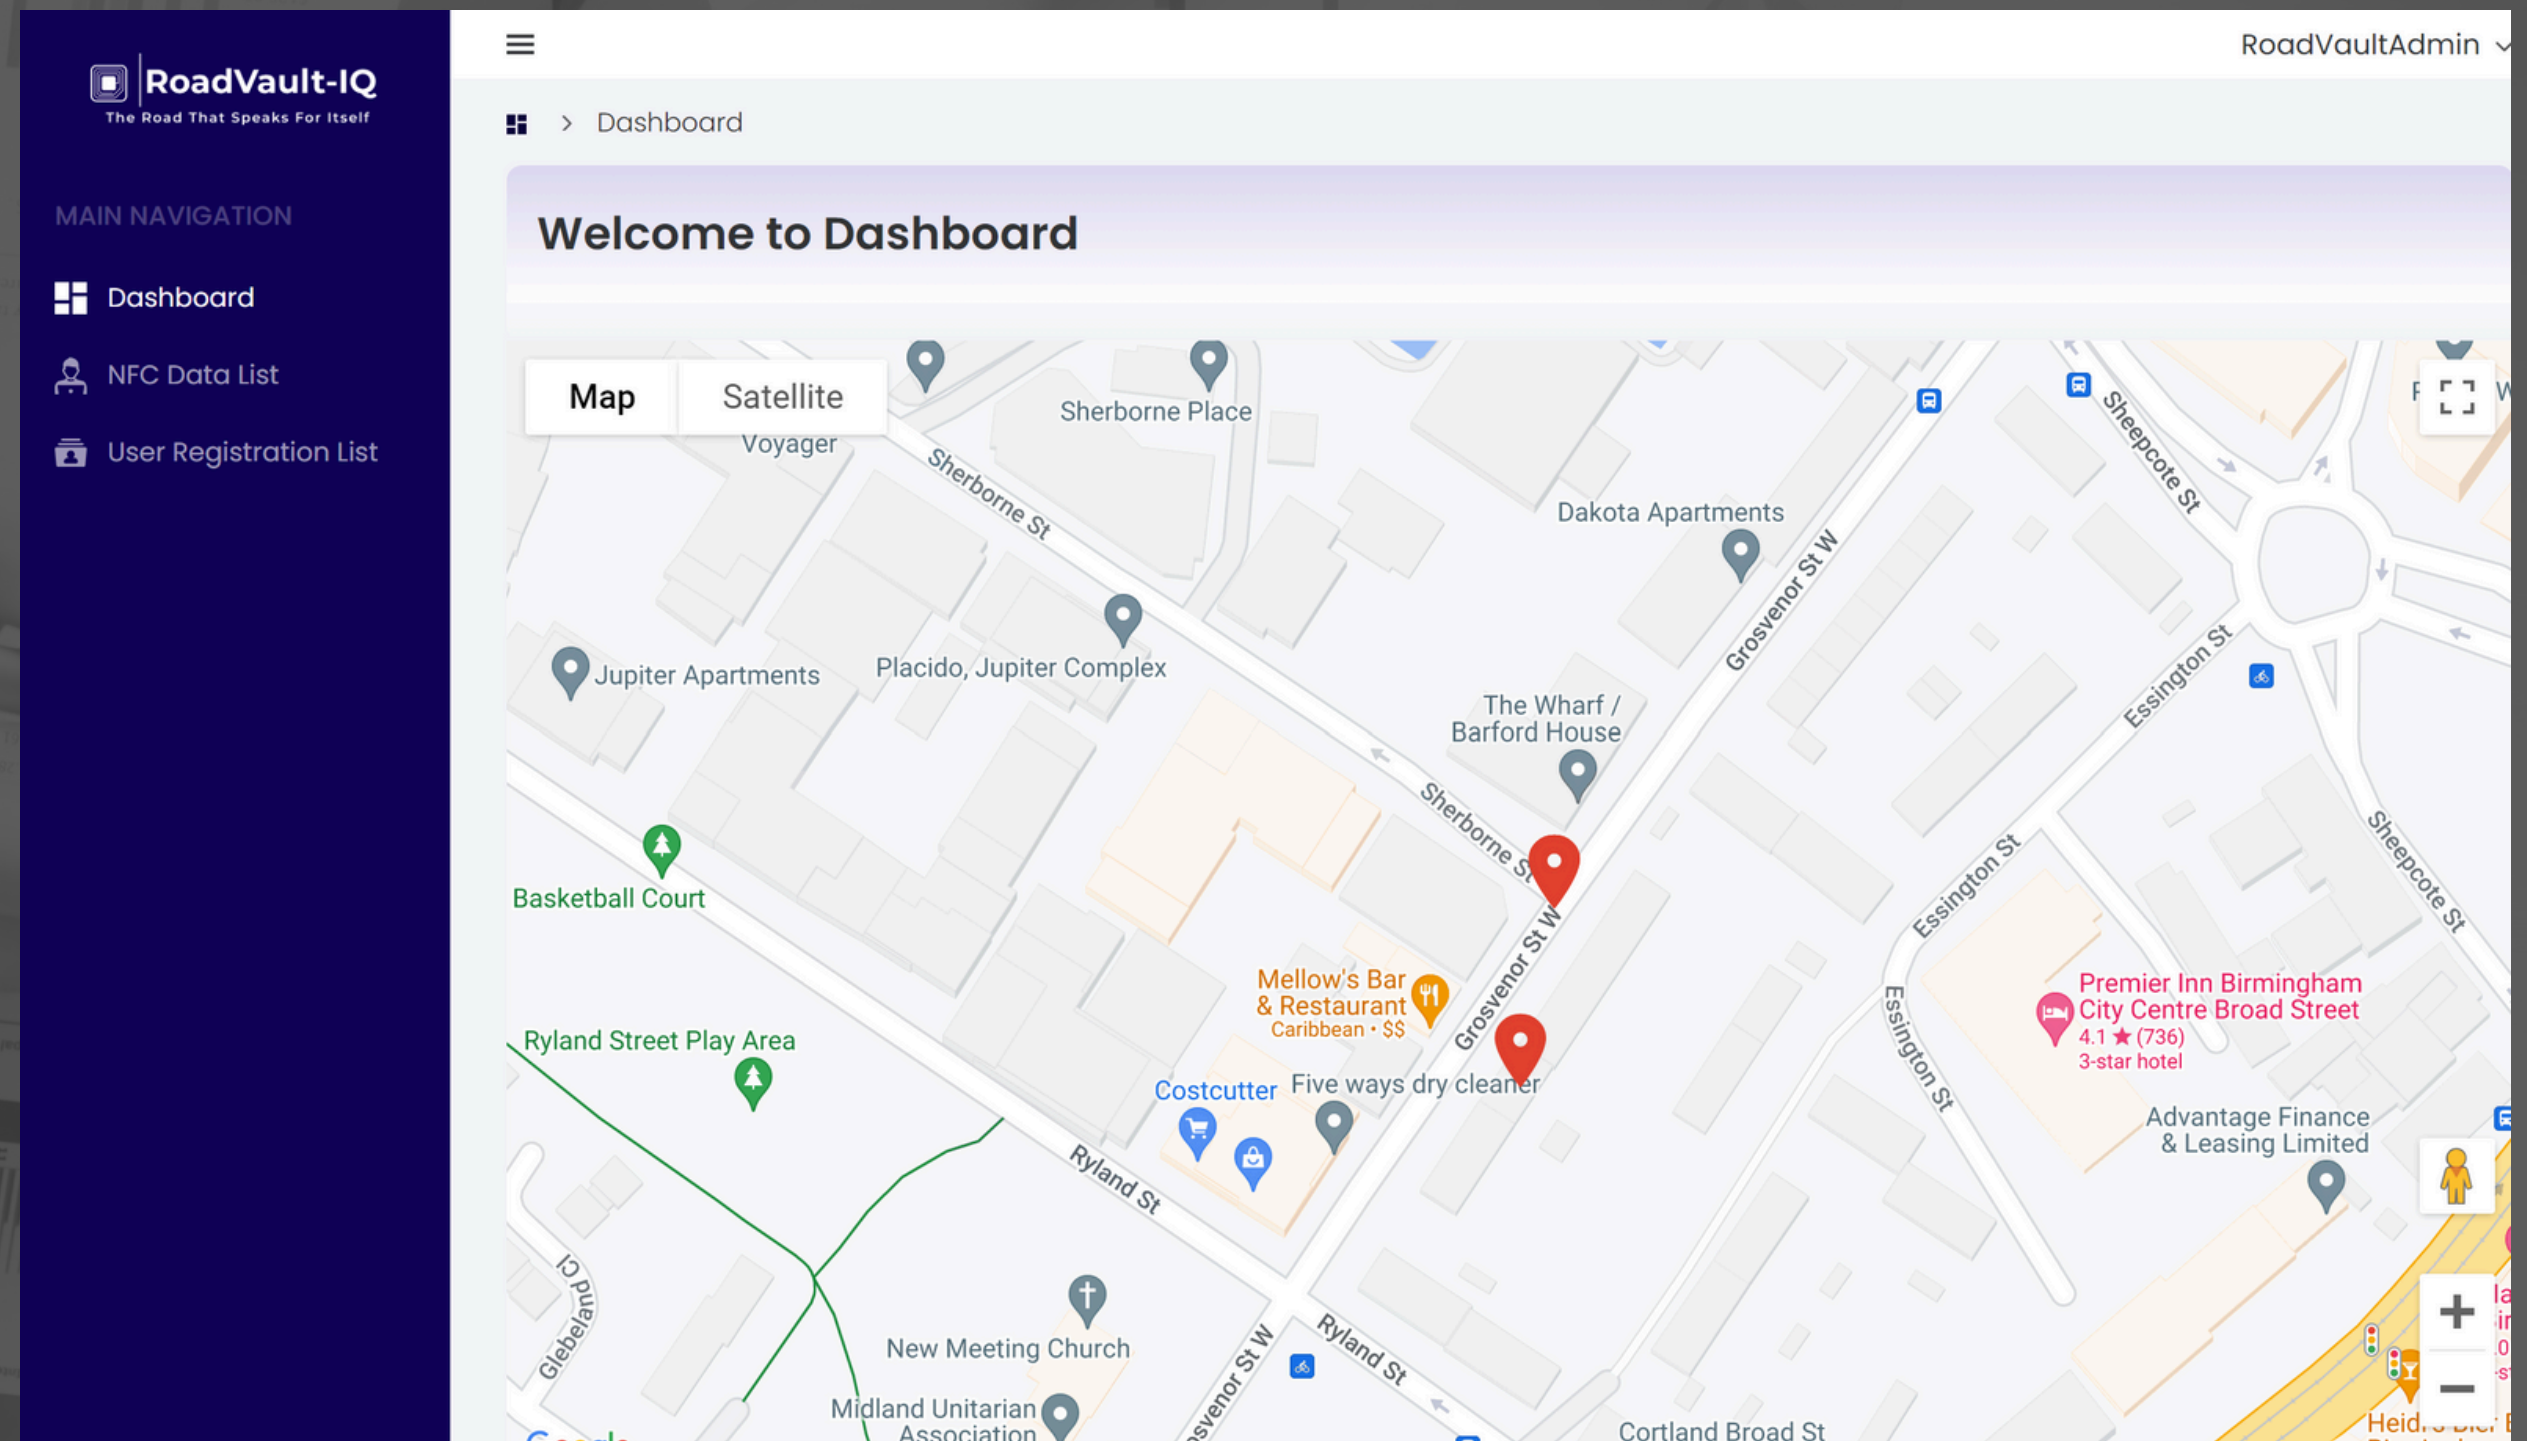 RoadVault-IQ
The Road That Speaks For Itself
MAIN NAVIGATION
Dashboard
NFC Data List
User Registration List
RoadVaultAdmin
Dashboard
Welcome to Dashboard
Map
Satellite
Voyager
Sherborne Place
Sherborne St
Dakota Apartments
Grosvenor St W
Sheepcote St
Jupiter Apartments
Placido, Jupiter Complex
The Wharf /
Barford House
Essington St
Sherborne St
Basketball Court
Essington St
Sheepcote St
Grosvenor St W
Mellow's Bar
& Restaurant
Caribbean • $$
Premier Inn Birmingham
City Centre Broad Street
4.1 ★ (736)
3-star hotel
Essington St
Ryland Street Play Area
Costcutter
Five ways dry cleaner
Advantage Finance
& Leasing Limited
Ryland St
Glebeland Cl
New Meeting Church
Ryland St
osvenor St W
Midland Unitarian
Association
Cortland Broad St
Google